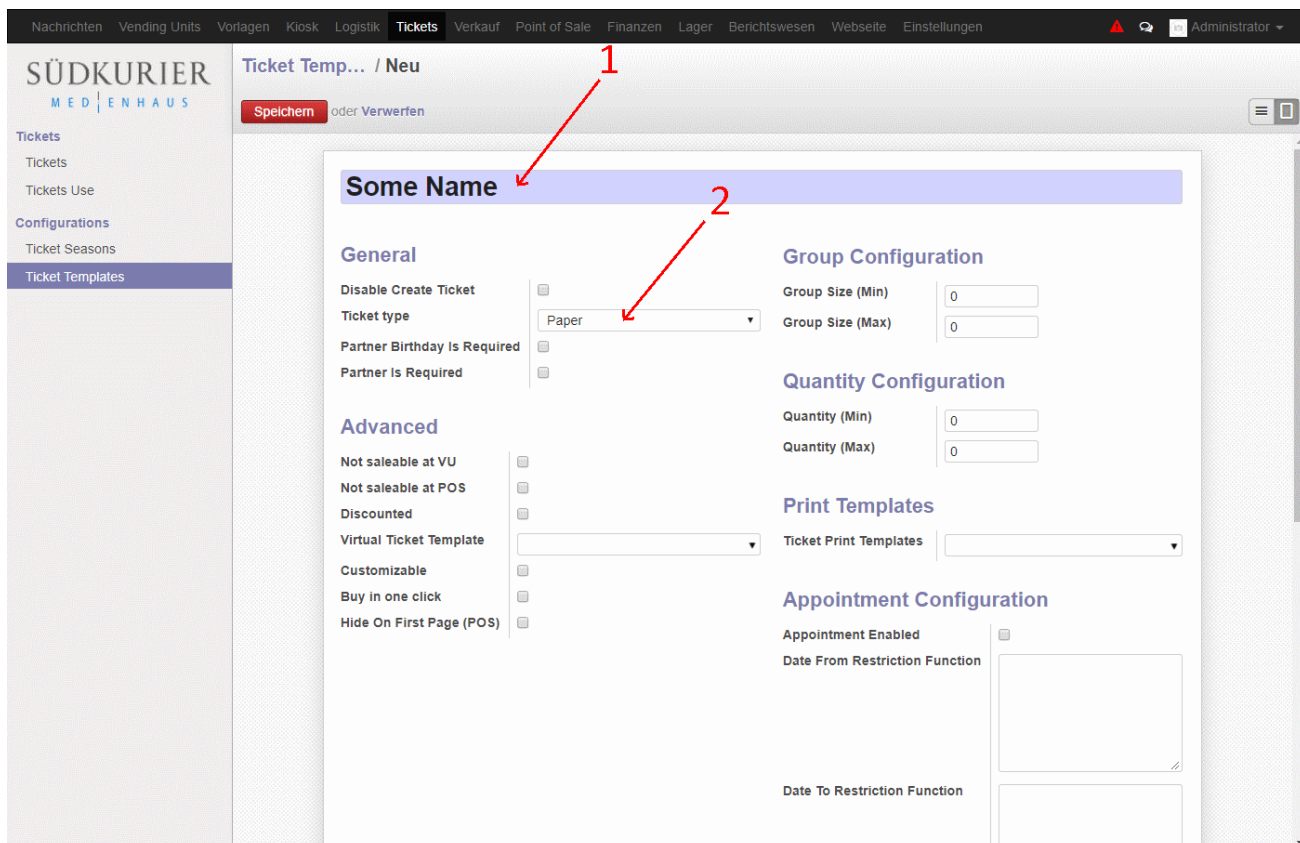 Nachrichten Vending Units Vorlagen Kiosk Logistik Tickets Verkauf Point of Sale Finanzen Lager Berichtswesen Webseite Einstellungen Administrator
SÜDKURIER
MEDIENHAUS
Tickets
Tickets
Tickets Use
Configurations
Ticket Seasons
Ticket Templates
Ticket Temp... / Neu
1
Speichern oder Verwerfen
Some Name
2
General
Disable Create Ticket
Ticket type Paper
Partner Birthday Is Required
Partner Is Required
Advanced
Not saleable at VU
Not saleable at POS
Discounted
Virtual Ticket Template
Customizable
Buy in one click
Hide On First Page (POS)
Group Configuration
Group Size (Min) 0
Group Size (Max) 0
Quantity Configuration
Quantity (Min) 0
Quantity (Max) 0
Print Templates
Ticket Print Templates
Appointment Configuration
Appointment Enabled
Date From Restriction Function
Date To Restriction Function